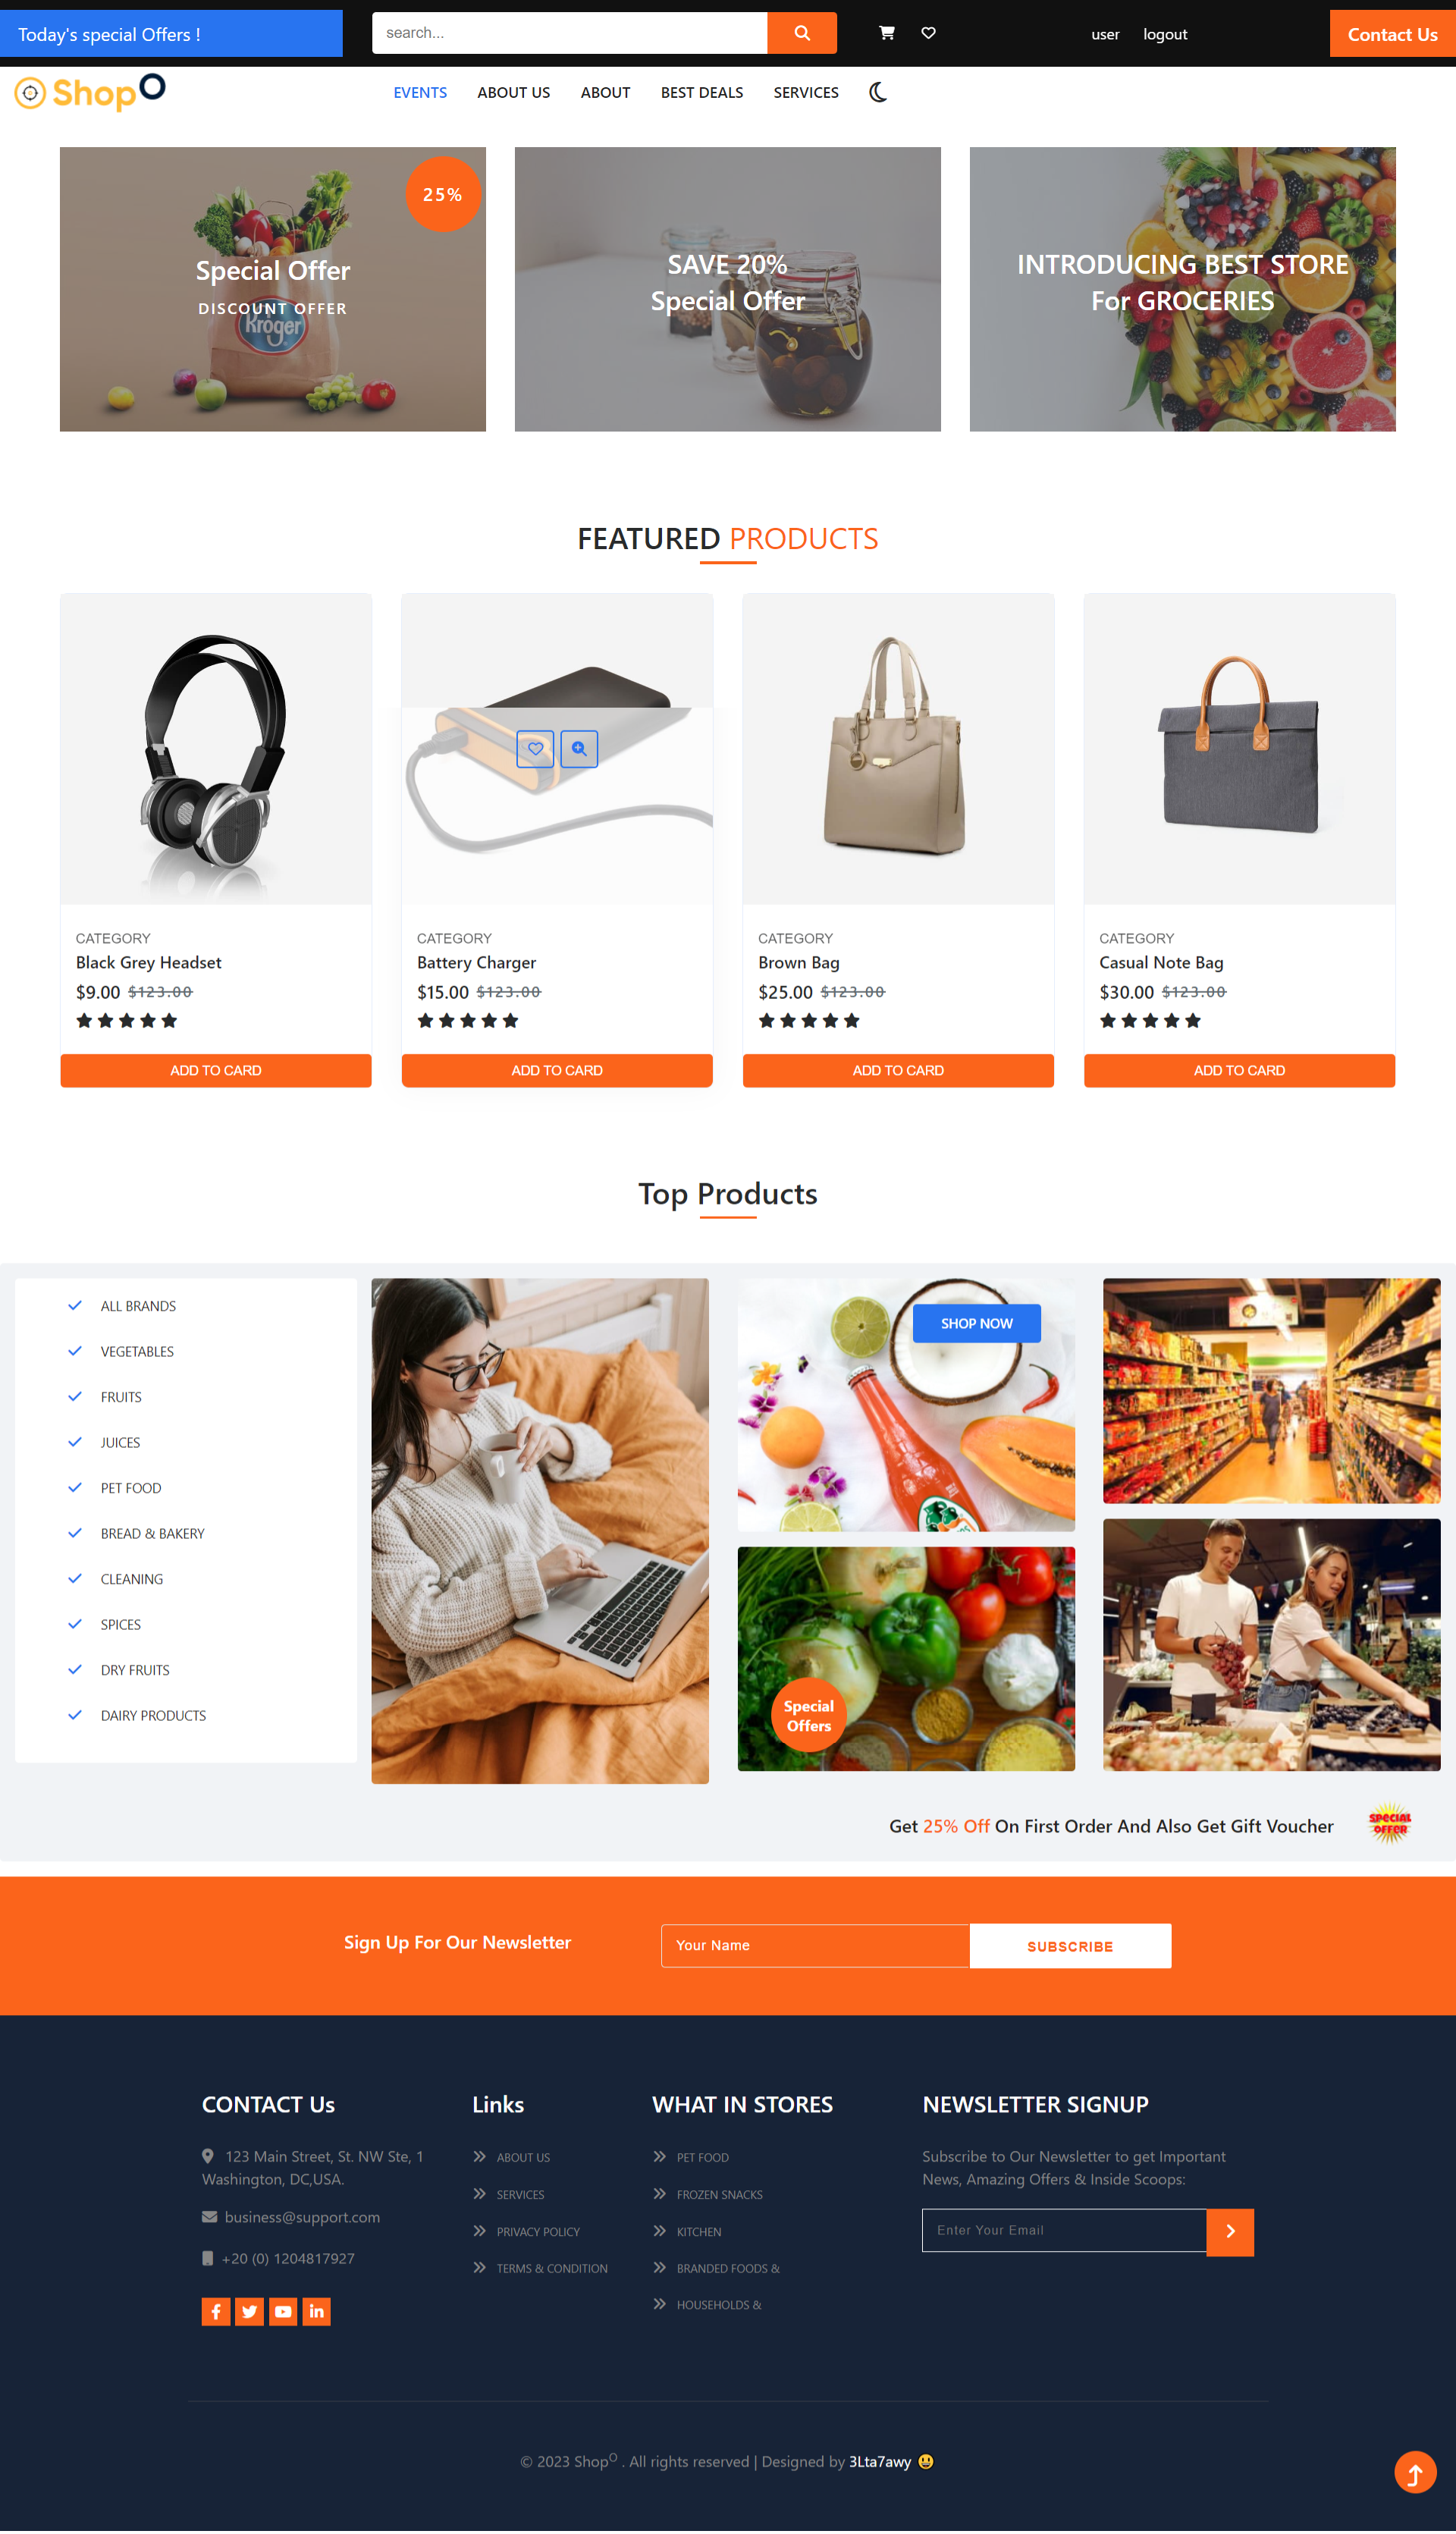 Today's special Offers !
search...
user
logout
Contact Us
ShopO
EVENTS
ABOUT US
ABOUT
BEST DEALS
SERVICES
25%
Special Offer
DISCOUNT OFFER
Kroger
SAVE 20%
Special Offer
INTRODUCING BEST STORE
For GROCERIES
FEATURED PRODUCTS
CATEGORY
Black Grey Headset
$9.00 $123.00
ADD TO CARD
CATEGORY
Battery Charger
$15.00 $123.00
ADD TO CARD
CATEGORY
Brown Bag
$25.00 $123.00
ADD TO CARD
CATEGORY
Casual Note Bag
$30.00 $123.00
ADD TO CARD
Top Products
ALL BRANDS
VEGETABLES
FRUITS
JUICES
PET FOOD
BREAD & BAKERY
CLEANING
SPICES
DRY FRUITS
DAIRY PRODUCTS
SHOP NOW
Special
Offers
Get 25% Off On First Order And Also Get Gift Voucher
SPECIAL
OFFER
Sign Up For Our Newsletter
Your Name
SUBSCRIBE
CONTACT Us
123 Main Street, St. NW Ste, 1
Washington, DC,USA.
business@support.com
+20 (0) 1204817927
Links
ABOUT US
SERVICES
PRIVACY POLICY
TERMS & CONDITION
WHAT IN STORES
PET FOOD
FROZEN SNACKS
KITCHEN
BRANDED FOODS &
HOUSEHOLDS &
NEWSLETTER SIGNUP
Subscribe to Our Newsletter to get Important
News, Amazing Offers & Inside Scoops:
Enter Your Email
© 2023 ShopO . All rights reserved | Designed by 3Lta7awy 😃